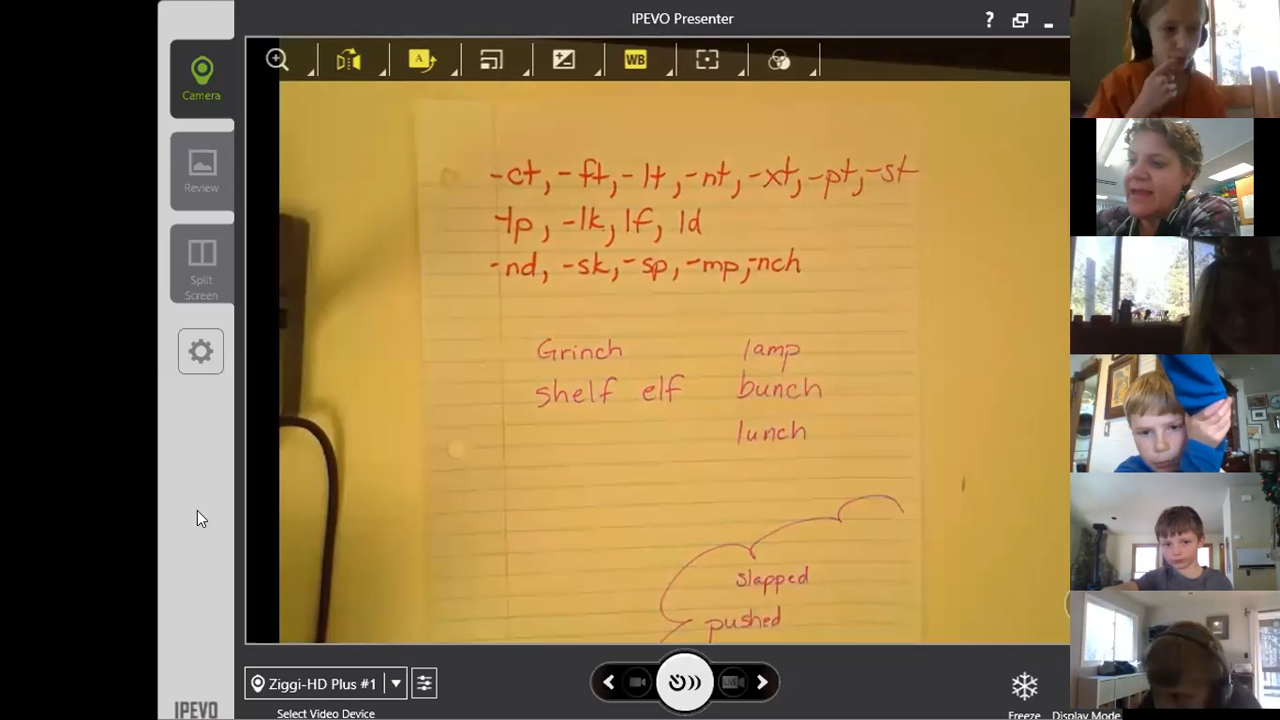 IPEVO Presenter
?
WB
Camera
Review
Split
Screen
-ct, -ft, -lt, -nt, -xt, -pt, -st
-lp, -lk, lf, ld
-nd, -sk, -sp, -mp, -nch
Grinch lamp
shelf elf bunch
lunch
slapped
pushed
Ziggi-HD Plus #1
Select Video Device
IPEVO
Freeze
Display Mode